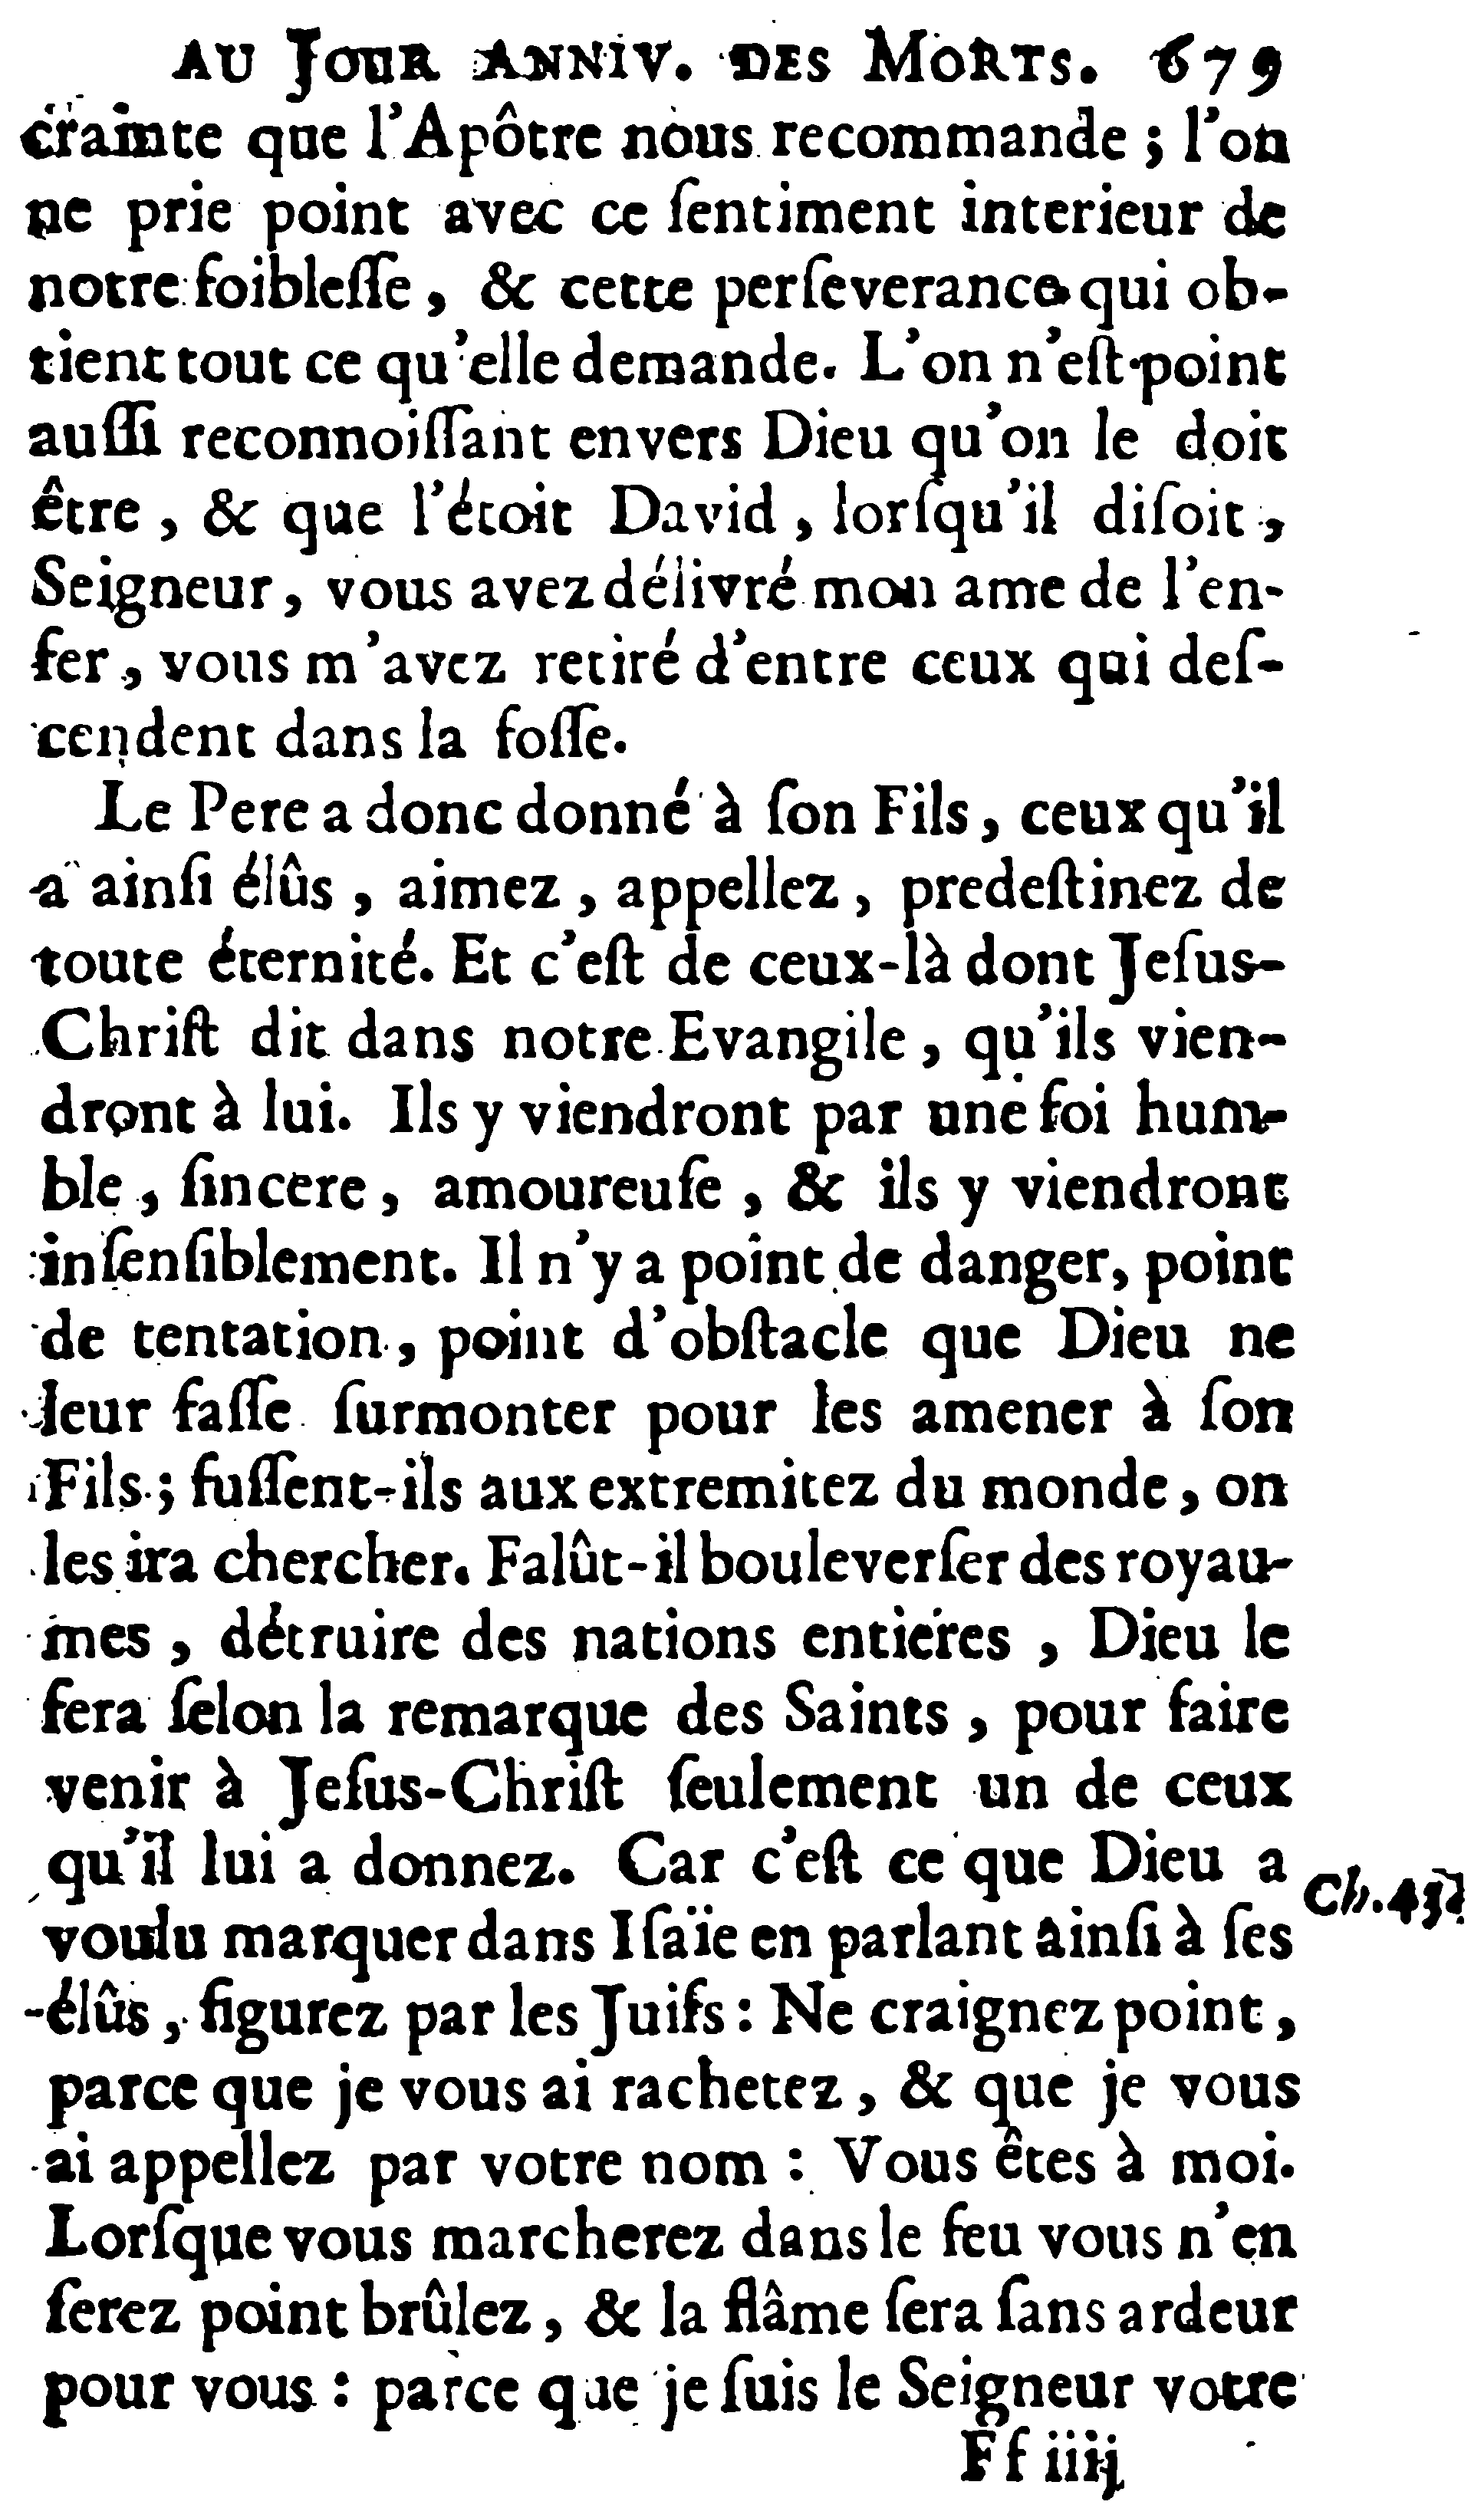 AU JOUR ANNIV. DES MORTS. 679
crainte que l'Apôtre nous recommande ; l'on
ne prie point avec ce ſentiment interieur de
notre foibleſſe, & cette perſeverance qui ob-
tient tout ce qu'elle demande. L'on n'eſt point
auſſi reconnoiſſant envers Dieu qu'on le doit
être, & que l'étoit David, lorſqu'il diſoit,
Seigneur, vous avez délivré mon ame de l'en-
fer, vous m'avez retiré d'entre ceux qui deſ-
cendent dans la foſſe.
Le Pere a donc donné à ſon Fils, ceux qu'il
a ainſi élûs, aimez, appellez, predeſtinez de
toute éternité. Et c'eſt de ceux-là dont Jeſus-
Chriſt dit dans notre Evangile, qu'ils vien-
dront à lui. Ils y viendront par une foi hum-
ble, ſincere, amoureuſe, & ils y viendront
inſenſiblement. Il n'y a point de danger, point
de tentation, point d'obſtacle que Dieu ne
leur faſſe ſurmonter pour les amener à ſon
Fils ; fuſſent-ils aux extremitez du monde, on
les ira chercher. Falût-il bouleverſer des royau-
mes, détruire des nations entieres, Dieu le
fera ſelon la remarque des Saints, pour faire
venir à Jeſus-Chriſt ſeulement un de ceux
qu'il lui a donnez. Car c'eſt ce que Dieu a
Ch. 43.
voulu marquer dans Iſaïe en parlant ainſi à ſes
élûs, figurez par les Juifs : Ne craignez point,
parce que je vous ai rachetez, & que je vous
ai appellez par votre nom : Vous êtes à moi.
Lorſque vous marcherez dans le feu vous n'en
ſerez point brûlez, & la flâme ſera ſans ardeur
pour vous : parce que je ſuis le Seigneur votre
Ff iiij